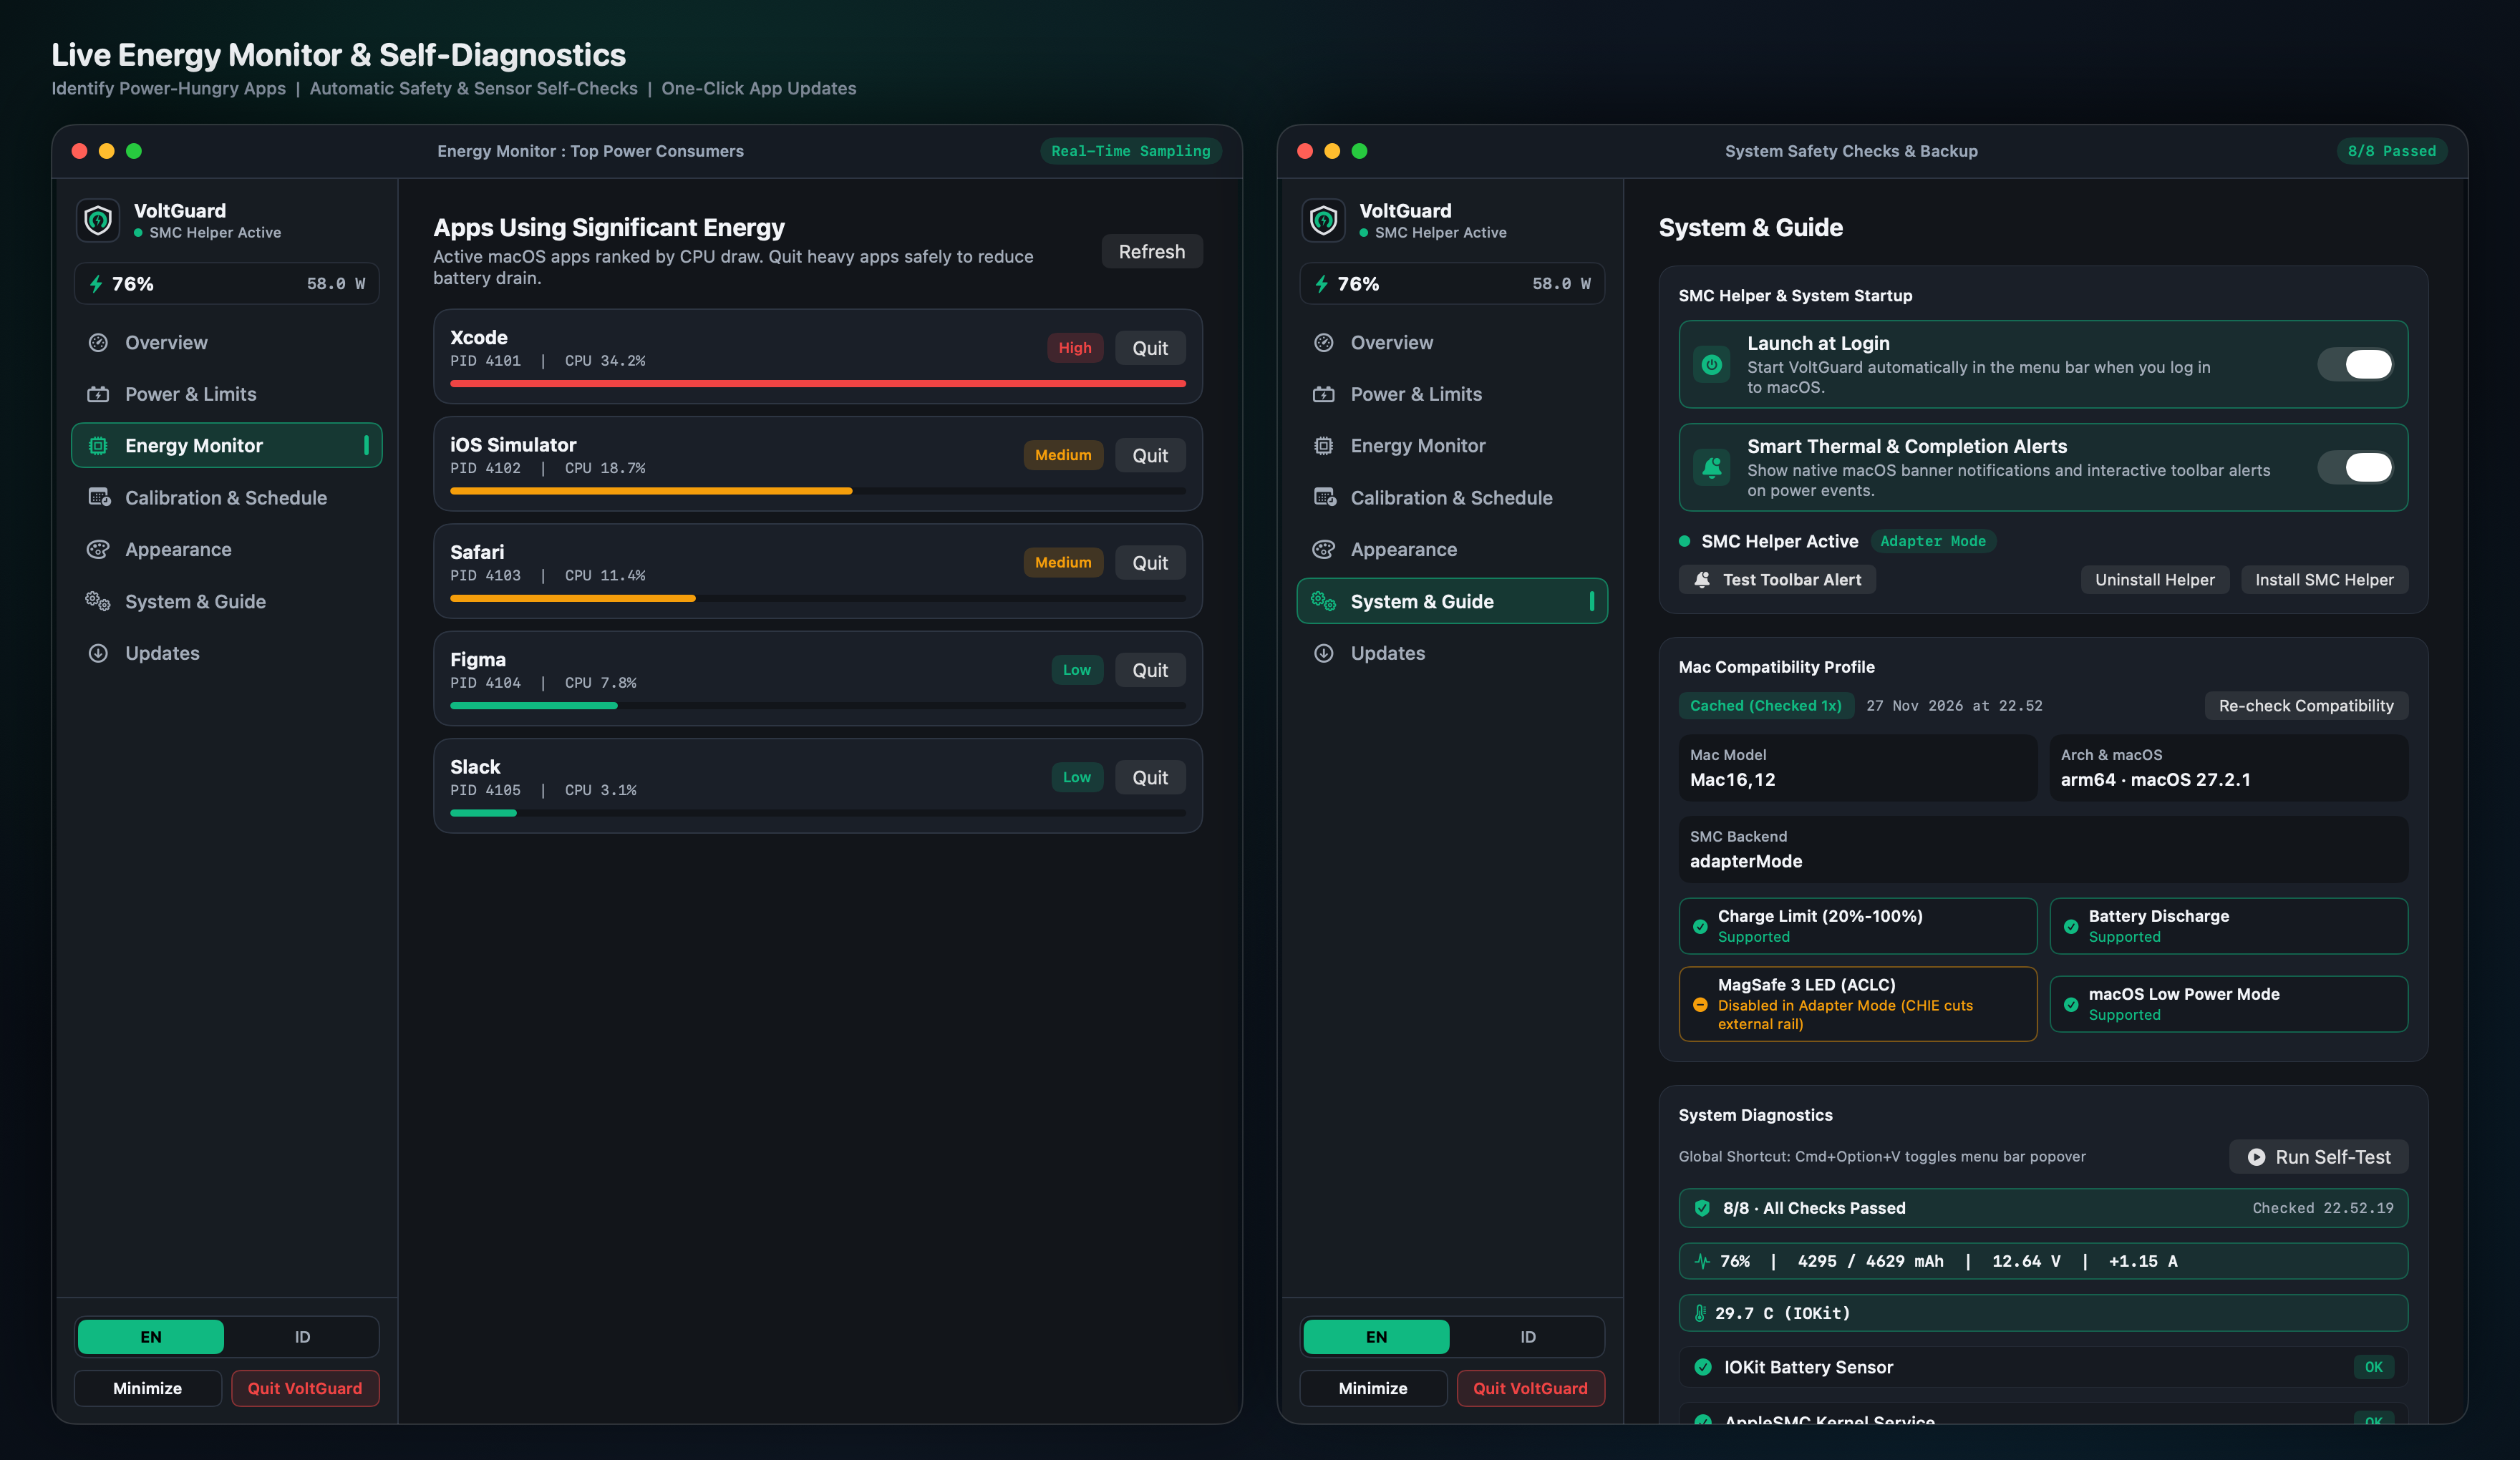 Live Energy Monitor & Self-Diagnostics
Identify Power-Hungry Apps | Automatic Safety & Sensor Self-Checks | One-Click App Updates
Energy Monitor : Top Power Consumers
Real-Time Sampling
VoltGuard
SMC Helper Active
76%
58.0 W
Overview
Power & Limits
Energy Monitor
Calibration & Schedule
Appearance
System & Guide
Updates
EN
ID
Minimize
Quit VoltGuard
Apps Using Significant Energy
Active macOS apps ranked by CPU draw. Quit heavy apps safely to reduce
battery drain.
Refresh
Xcode
PID 4101 | CPU 34.2%
High
Quit
iOS Simulator
PID 4102 | CPU 18.7%
Medium
Quit
Safari
PID 4103 | CPU 11.4%
Medium
Quit
Figma
PID 4104 | CPU 7.8%
Low
Quit
Slack
PID 4105 | CPU 3.1%
Low
Quit
System Safety Checks & Backup
8/8 Passed
VoltGuard
SMC Helper Active
76%
58.0 W
Overview
Power & Limits
Energy Monitor
Calibration & Schedule
Appearance
System & Guide
Updates
EN
ID
Minimize
Quit VoltGuard
System & Guide
SMC Helper & System Startup
Launch at Login
Start VoltGuard automatically in the menu bar when you log in
to macOS.
Smart Thermal & Completion Alerts
Show native macOS banner notifications and interactive toolbar alerts
on power events.
SMC Helper Active
Adapter Mode
Test Toolbar Alert
Uninstall Helper
Install SMC Helper
Mac Compatibility Profile
Cached (Checked 1x)
27 Nov 2026 at 22.52
Re-check Compatibility
Mac Model
Mac16,12
Arch & macOS
arm64 · macOS 27.2.1
SMC Backend
adapterMode
Charge Limit (20%-100%)
Supported
Battery Discharge
Supported
MagSafe 3 LED (ACLC)
Disabled in Adapter Mode (CHIE cuts
external rail)
macOS Low Power Mode
Supported
System Diagnostics
Global Shortcut: Cmd+Option+V toggles menu bar popover
Run Self-Test
8/8 · All Checks Passed
Checked 22.52.19
76% | 4295 / 4629 mAh | 12.64 V | +1.15 A
29.7 C (IOKit)
IOKit Battery Sensor
OK
AppleSMC Kernel Service
OK